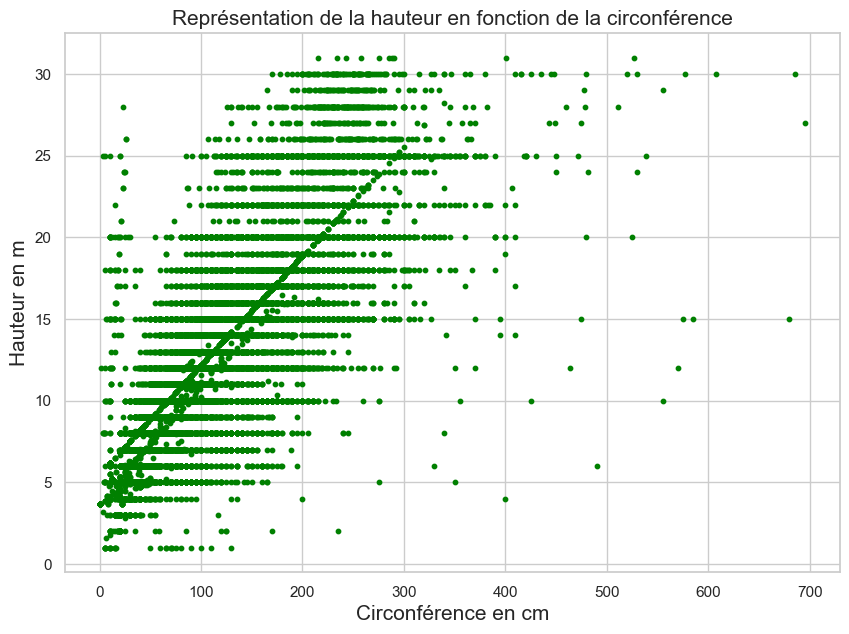 Représentation de la hauteur en fonction de la circonférence
Hauteur en m
30
25
20
15
10
5
0
0 100 200 300 400 500 600 700
Circonférence en cm